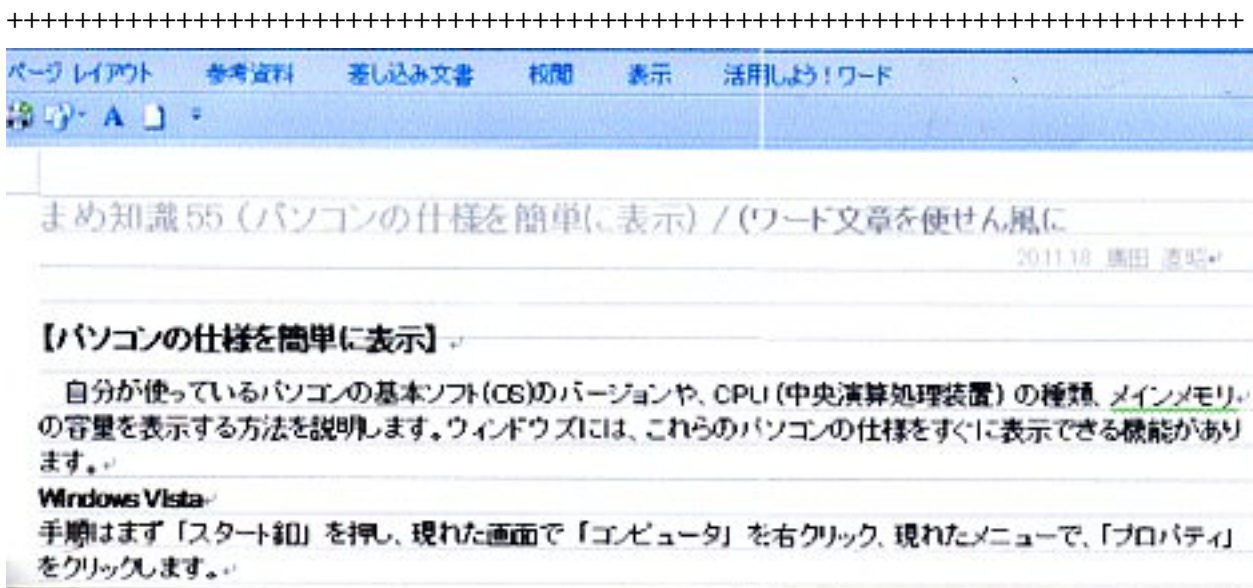 ++++++++++++++++++++++++++++++++++++++++++++++++++++++++++++++++++++++++++++++
ページ レイアウト 参考資料 差し込み文書 校閲 表示 活用しよう！ワード
A
まめ知識55 (パソコンの仕様を簡単に表示) / (ワード文章を便せん風に
20.11.18 廣田 直昭
【パソコンの仕様を簡単に表示】
自分が使っているパソコンの基本ソフト(OS)のバージョンや、CPU (中央演算処理装置) の種類、メインメモリ
の容量を表示する方法を説明します。ウィンドウズには、これらのパソコンの仕様をすぐに表示できる機能があり
ます。
Windows Vista
手順はまず「スタート釦」を押し、現れた画面で「コンピュータ」を右クリック、現れたメニューで、「プロパティ」
をクリックします。